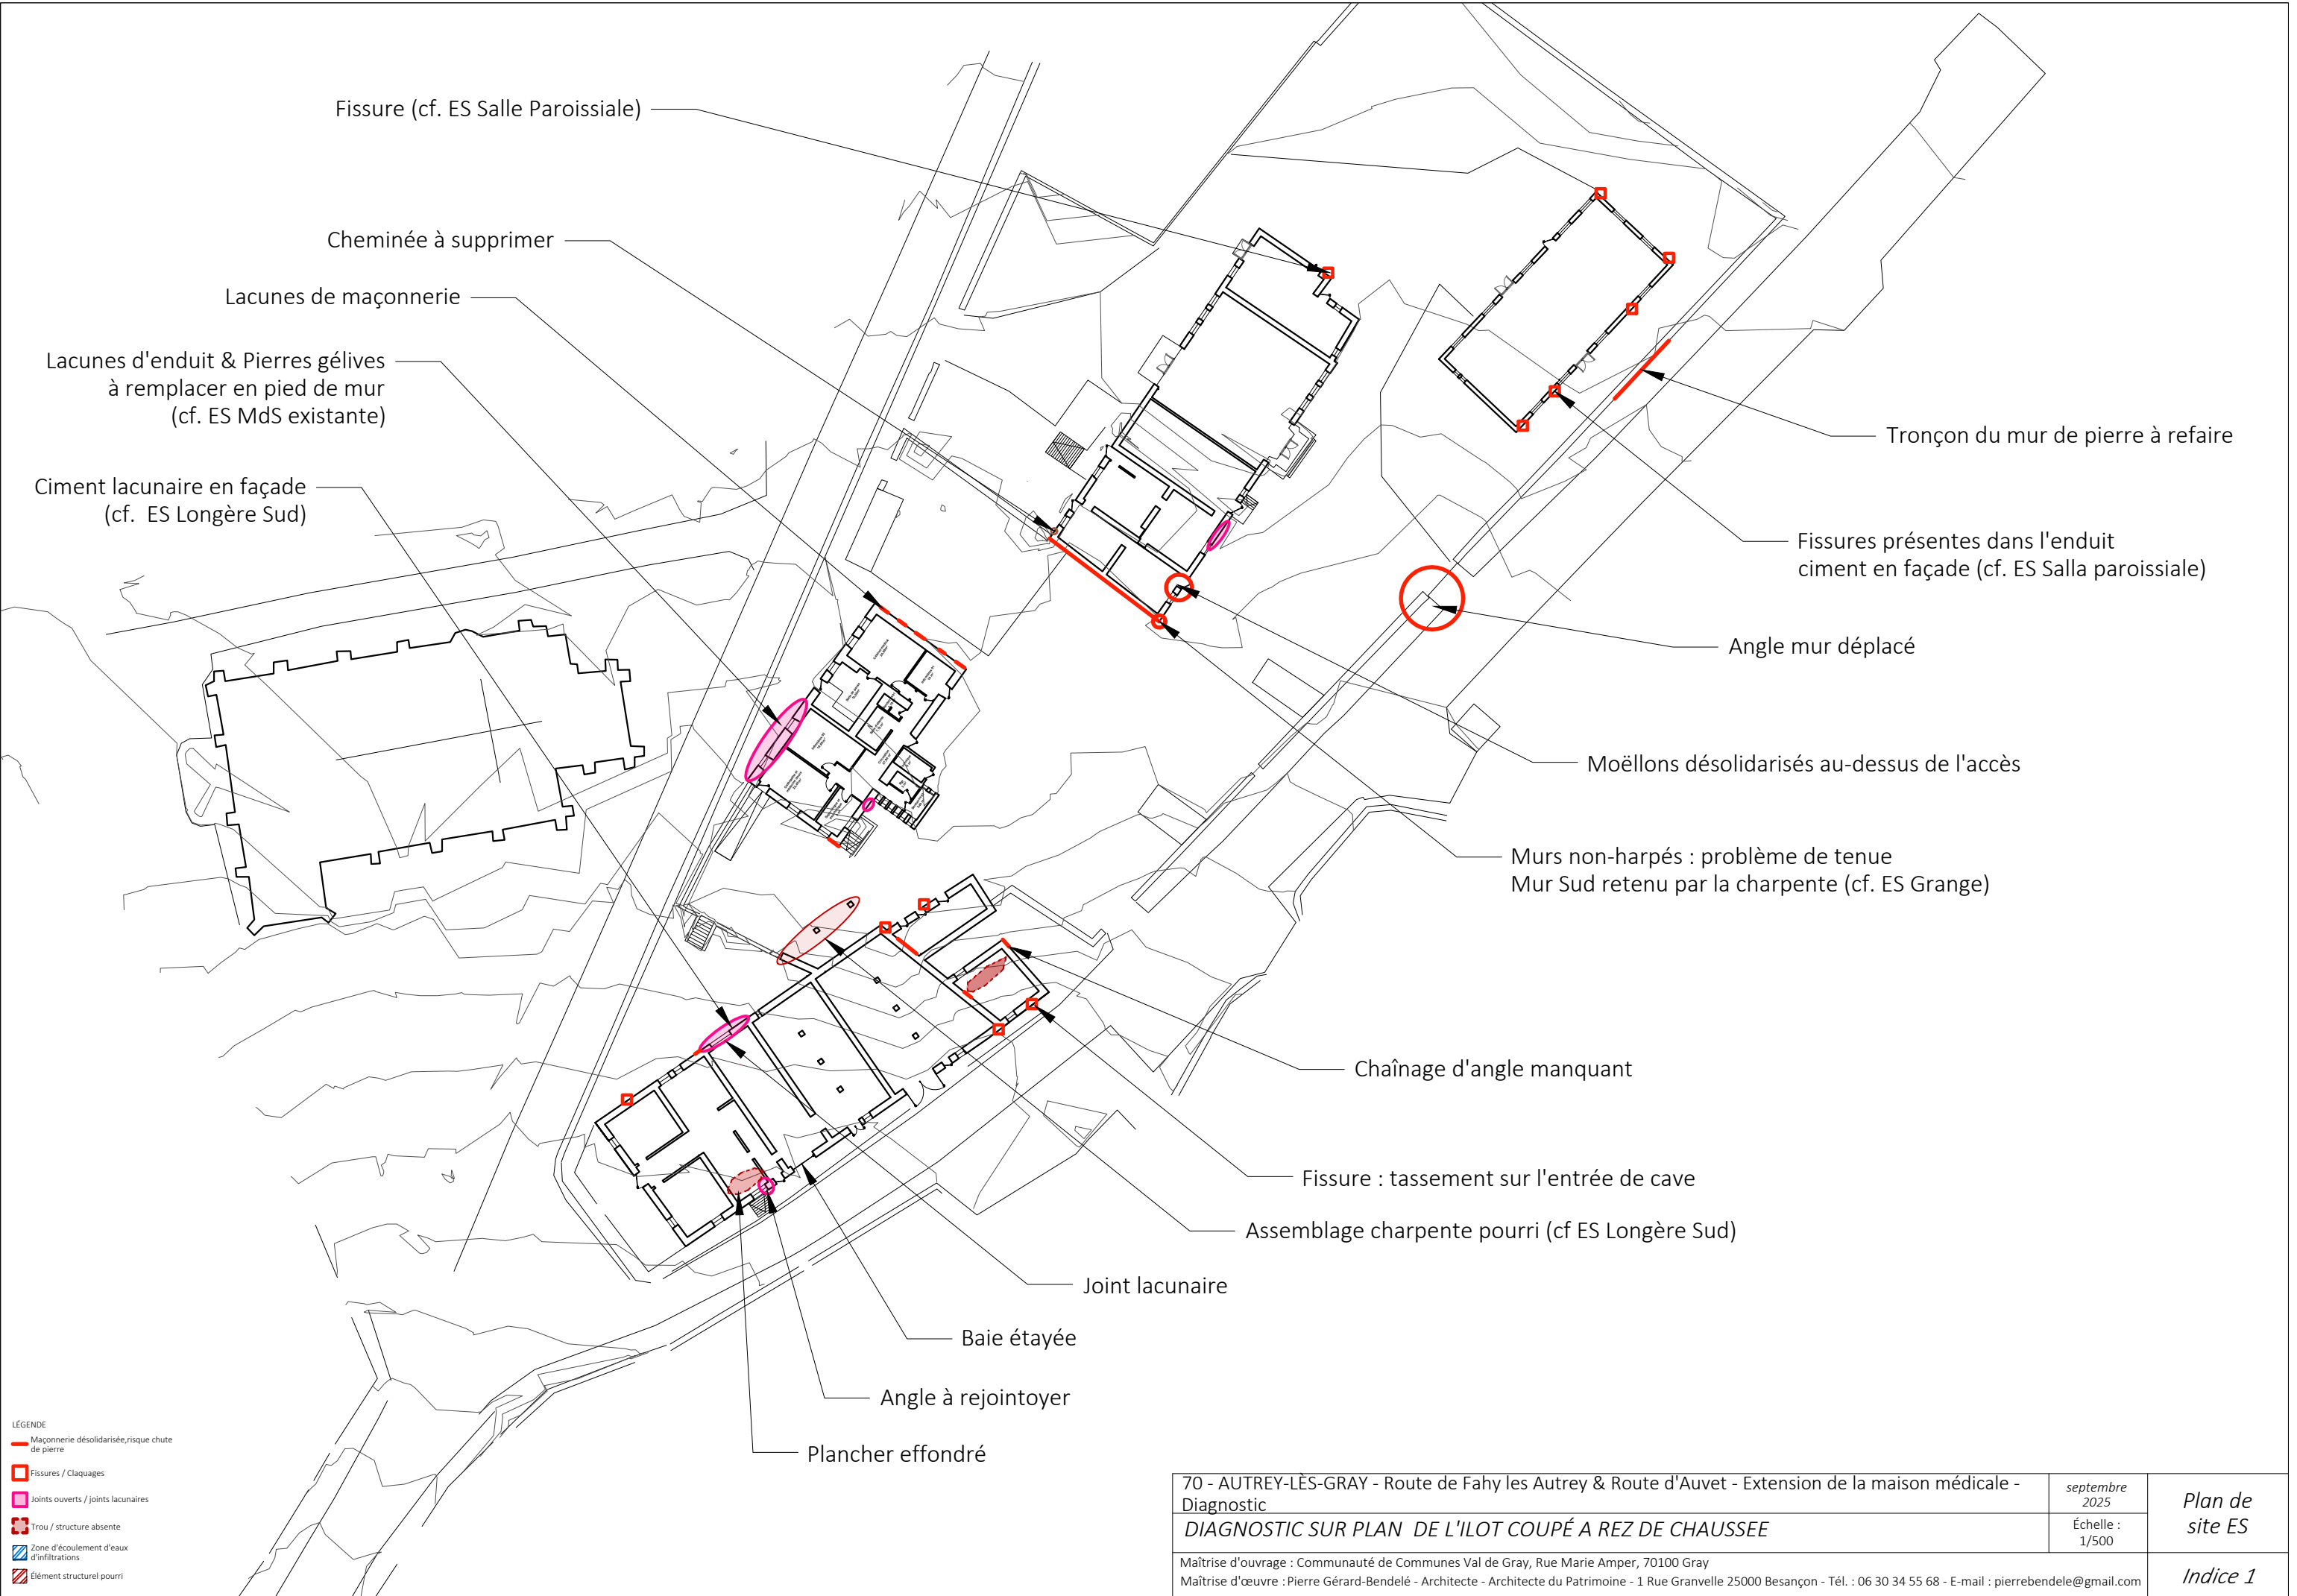 Fissure (cf. ES Salle Paroissiale)
Cheminée à supprimer
Lacunes de maçonnerie
Lacunes d'enduit & Pierres gélives
à remplacer en pied de mur
(cf. ES MdS existante)
Ciment lacunaire en façade
(cf.  ES Longère Sud)
Tronçon du mur de pierre à refaire
Fissures présentes dans l'enduit
ciment en façade (cf. ES Salla paroissiale)
Angle mur déplacé
Moëllons désolidarisés au-dessus de l'accès
Murs non-harpés : problème de tenue
Mur Sud retenu par la charpente (cf. ES Grange)
Chaînage d'angle manquant
Fissure : tassement sur l'entrée de cave
Assemblage charpente pourri (cf ES Longère Sud)
Joint lacunaire
Baie étayée
Angle à rejointoyer
Plancher effondré
LÉGENDE
Maçonnerie désolidarisée,risque chute
de pierre
Fissures / Claquages
Joints ouverts / joints lacunaires
Trou / structure absente
Zone d'écoulement d'eaux
d'infiltrations
Élément structurel pourri
70 - AUTREY-LÈS-GRAY - Route de Fahy les Autrey & Route d'Auvet - Extension de la maison médicale -
Diagnostic
septembre
2025
Plan de
site ES
DIAGNOSTIC SUR PLAN  DE L'ILOT COUPÉ A REZ DE CHAUSSEE
Échelle :
1/500
Maîtrise d'ouvrage : Communauté de Communes Val de Gray, Rue Marie Amper, 70100 Gray
Maîtrise d'œuvre : Pierre Gérard-Bendelé - Architecte - Architecte du Patrimoine - 1 Rue Granvelle 25000 Besançon - Tél. : 06 30 34 55 68 - E-mail : pierrebendele@gmail.com
Indice 1